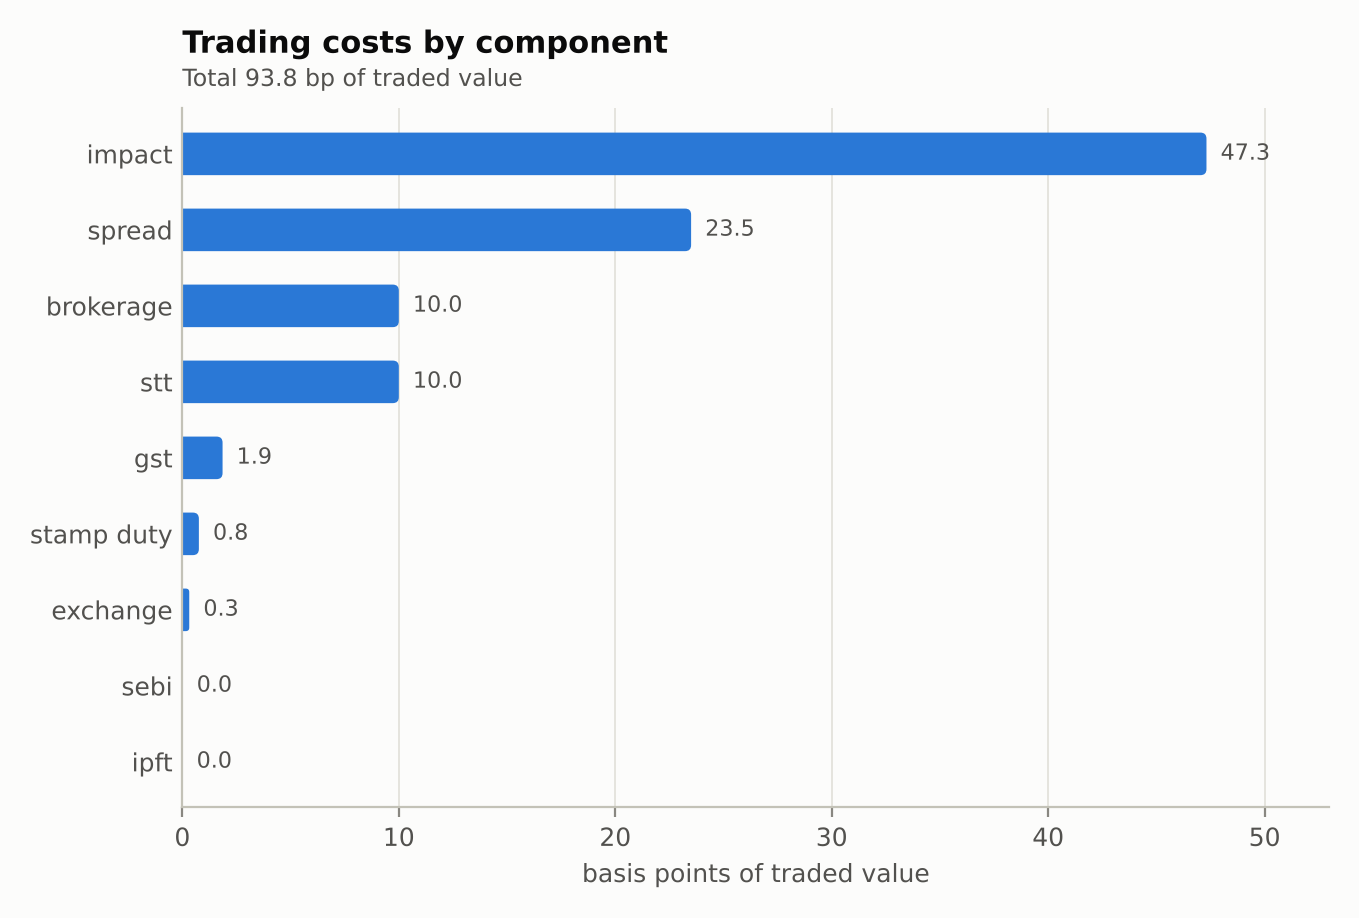 Trading costs by component
Total 93.8 bp of traded value
impact 47.3
spread 23.5
brokerage 10.0
stt 10.0
gst 1.9
stamp duty 0.8
exchange 0.3
sebi 0.0
ipft 0.0
0 10 20 30 40 50
basis points of traded value